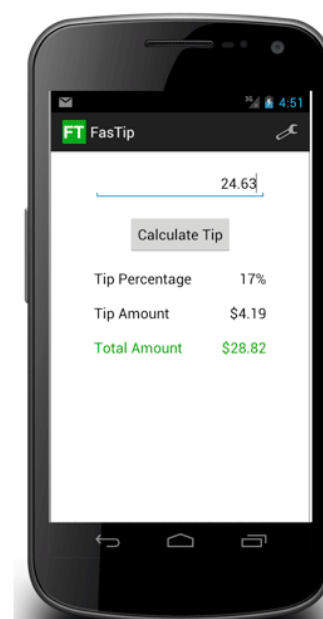 3G 4:51
FT FasTip
24.63
Calculate Tip
Tip Percentage 17%
Tip Amount $4.19
Total Amount $28.82